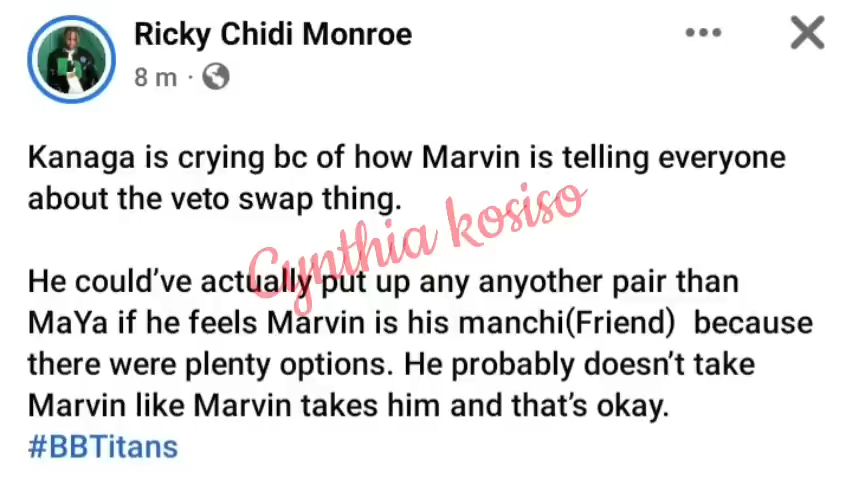 Ricky Chidi Monroe
8 m ·
Kanaga is crying bc of how Marvin is telling everyone
about the veto swap thing.
Cynthia kosiso
He could've actually put up any anyother pair than
MaYa if he feels Marvin is his manchi(Friend)  because
there were plenty options. He probably doesn't take
Marvin like Marvin takes him and that's okay.
#BBTitans